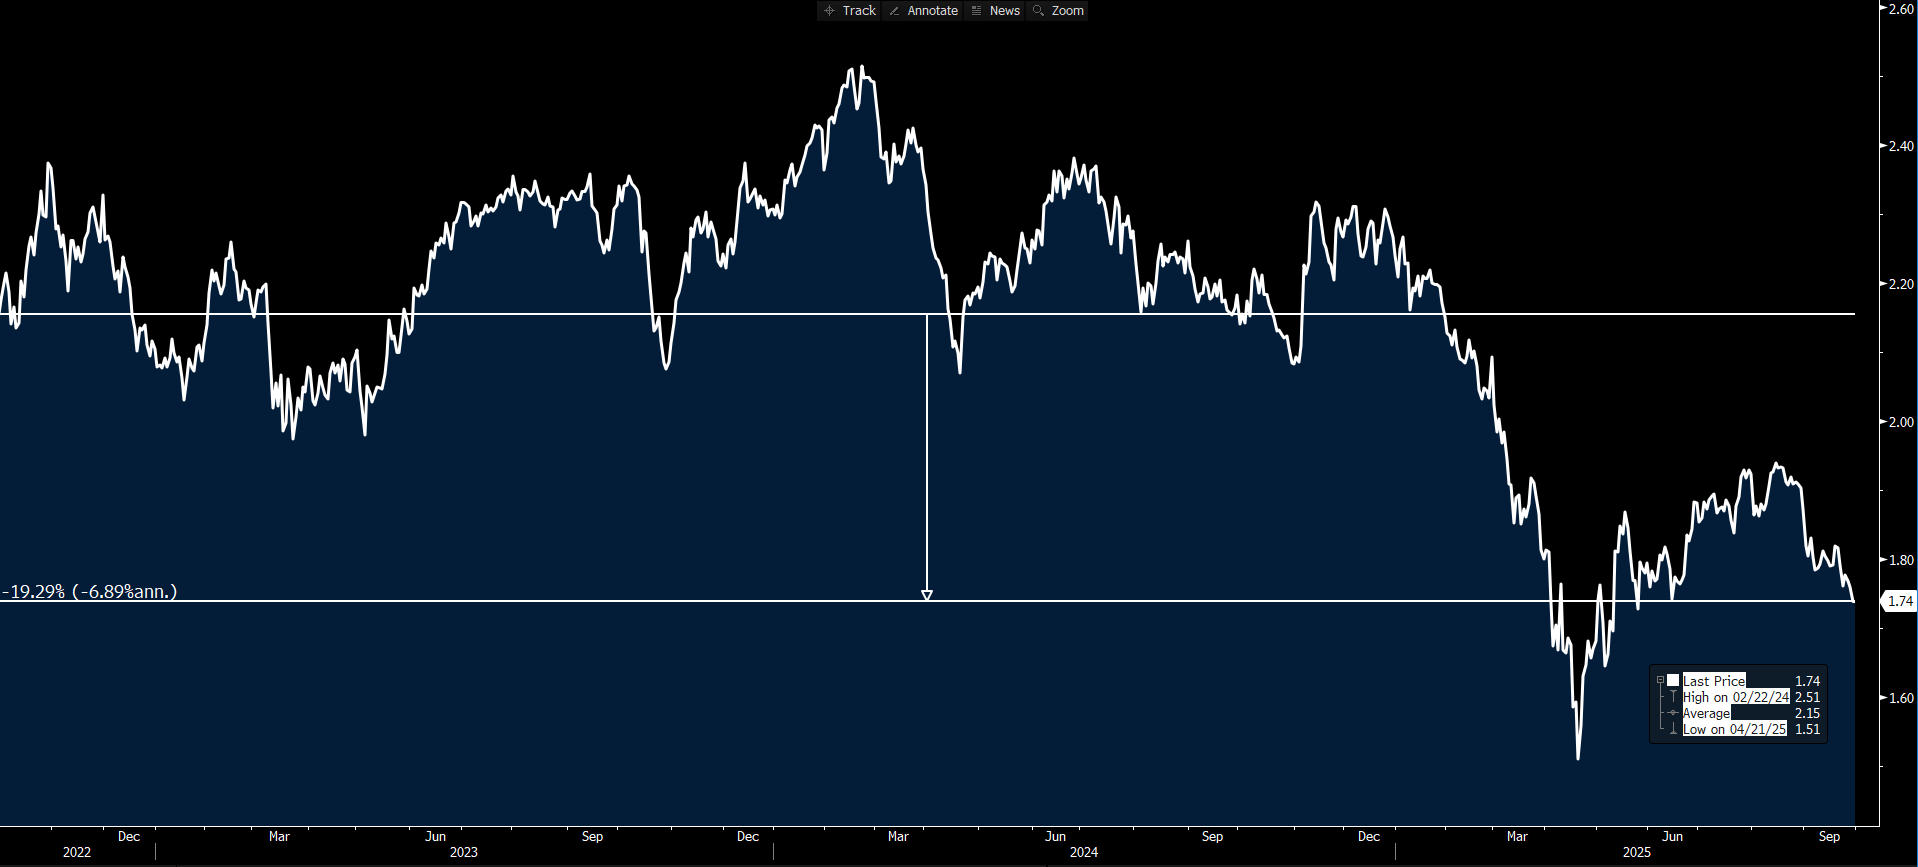 Track Annotate News Zoom
2.60
2.40
2.20
2.00
1.80
-19.29% (-6.89%ann.)
1.74
Last Price 1.74
High on 02/22/24 2.51
Average 2.15
Low on 04/21/25 1.51
1.60
Dec Mar Jun Sep Dec Mar Jun Sep Dec Mar Jun Sep
2022 2023 2024 2025